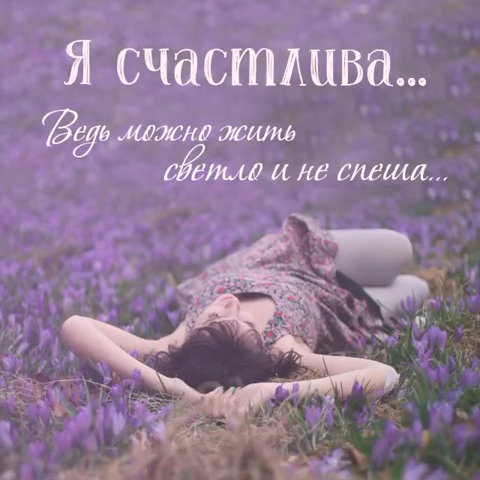 Я счастлива...
Ведь можно жить
светло и не спеша...